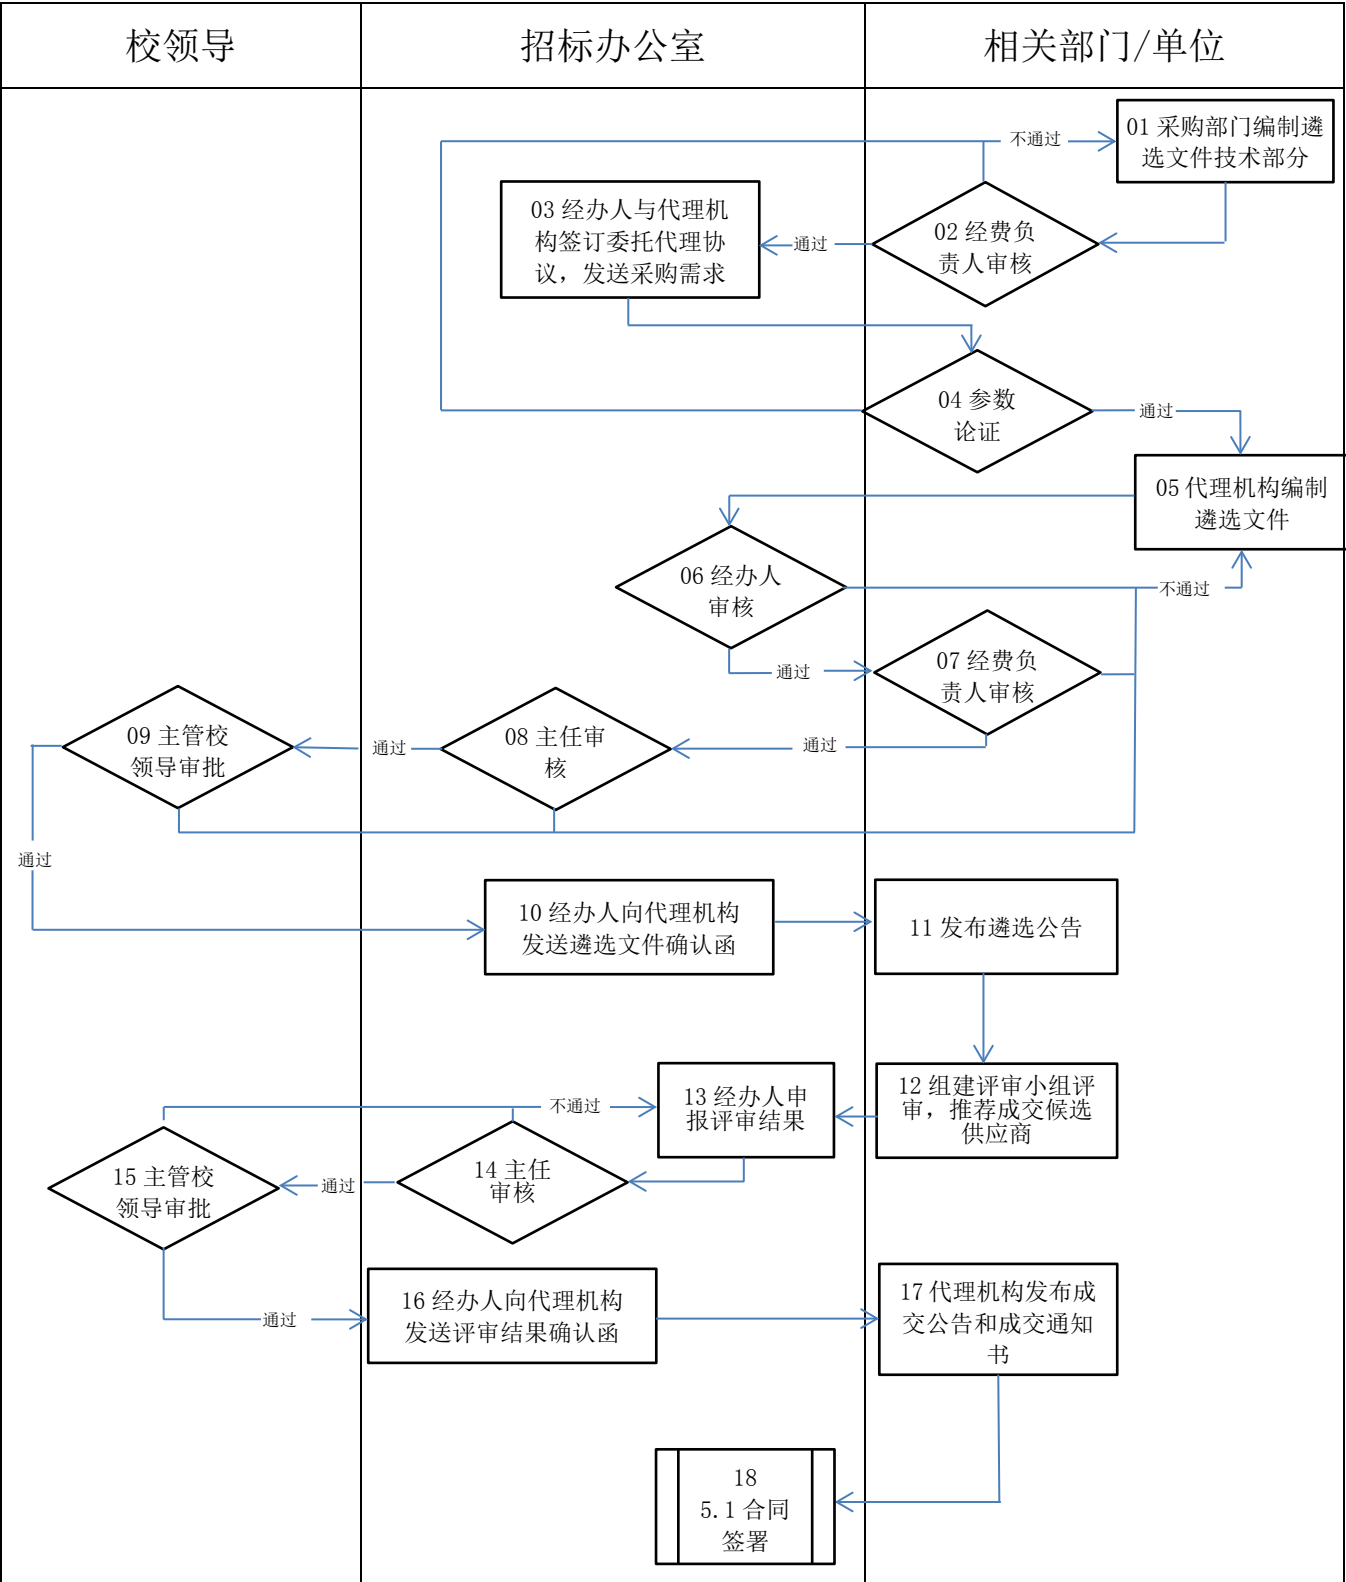 校领导
招标办公室
相关部门/单位
不通过
01 采购部门编制遴
选文件技术部分
03 经办人与代理机
构签订委托代理协
议，发送采购需求
通过
02 经费负
责人审核
04 参数
论证
通过
05 代理机构编制
遴选文件
06 经办人
审核
不通过
通过
07 经费负
责人审核
09 主管校
领导审批
通过
08 主任审
核
通过
通过
10 经办人向代理机构
发送遴选文件确认函
11 发布遴选公告
不通过
13 经办人申
报评审结果
12 组建评审小组评
审，推荐成交候选
供应商
15 主管校
领导审批
通过
14 主任
审核
通过
16 经办人向代理机构
发送评审结果确认函
17 代理机构发布成
交公告和成交通知
书
18
5.1 合同
签署